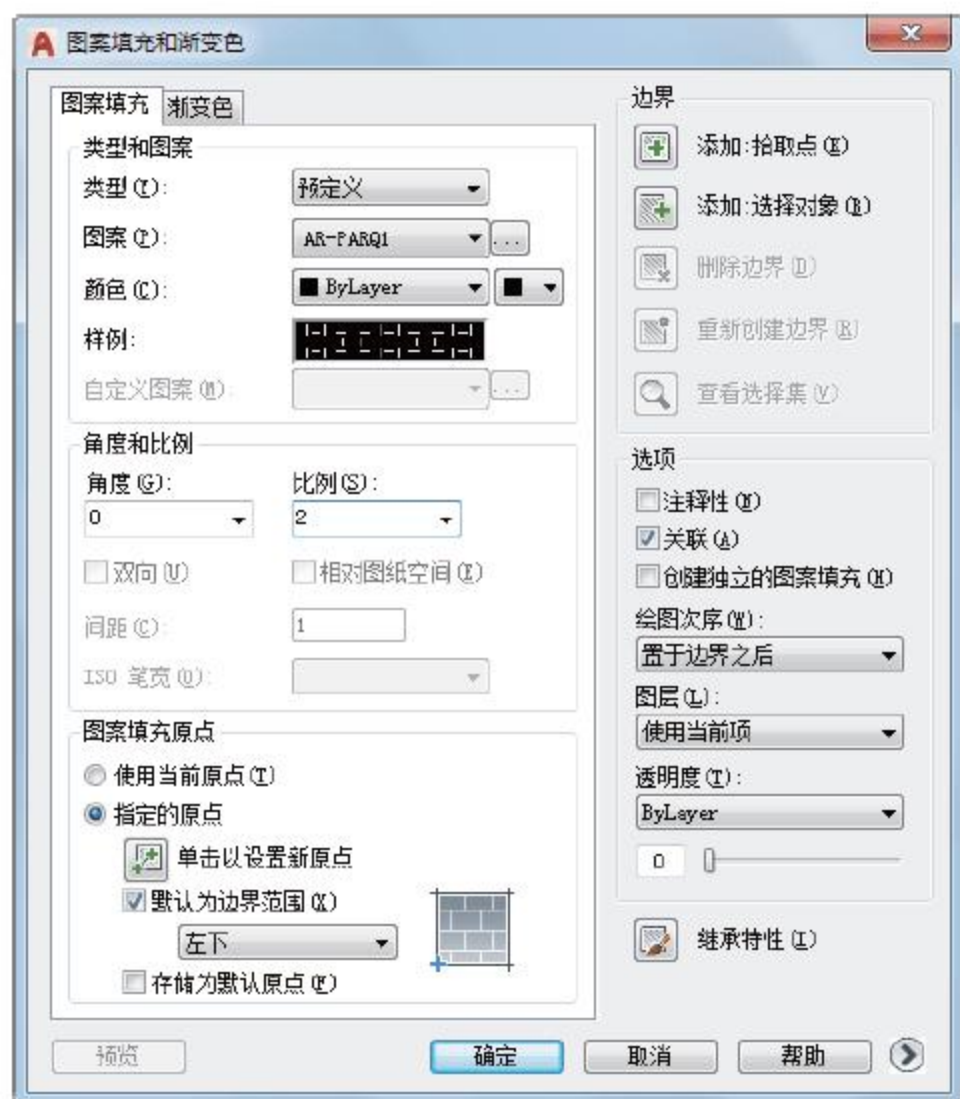 图案填充和渐变色
图案填充 渐变色
类型和图案
类型(Y):
预定义
图案(P):
AR-PARQ1
...
颜色(C):
ByLayer
样例:
自定义图案(M):
...
角度和比例
角度(G):
比例(S):
0
2
双向(U)
相对图纸空间(E)
间距(C):
1
ISO 笔宽(O):
图案填充原点
使用当前原点(T)
指定的原点
单击以设置新原点
默认为边界范围(X)
左下
存储为默认原点(F)
边界
添加:拾取点(K)
添加:选择对象(B)
删除边界(D)
重新创建边界(R)
查看选择集(V)
选项
注释性(N)
关联(A)
创建独立的图案填充(H)
绘图次序(W):
置于边界之后
图层(L):
使用当前项
透明度(T):
ByLayer
0
继承特性(I)
预览
确定
取消
帮助